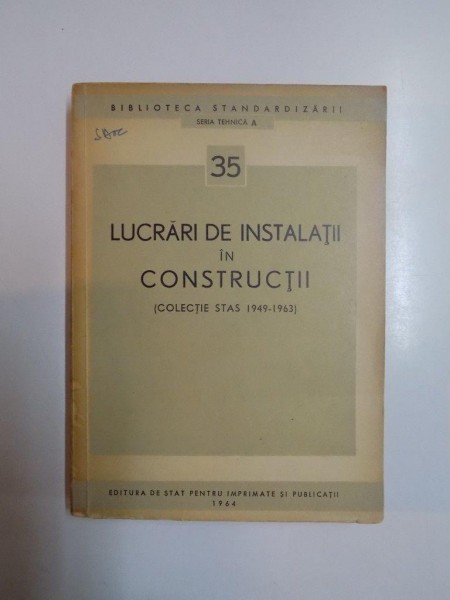 BIBLIOTECA STANDARDIZĂRII
SERIA TEHNICĂ A
35
LUCRĂRI DE INSTALAŢII
ÎN
CONSTRUCŢII
(COLECŢIE STAS 1949-1963)
EDITURA DE STAT PENTRU IMPRIMATE ŞI PUBLICAŢII
1964